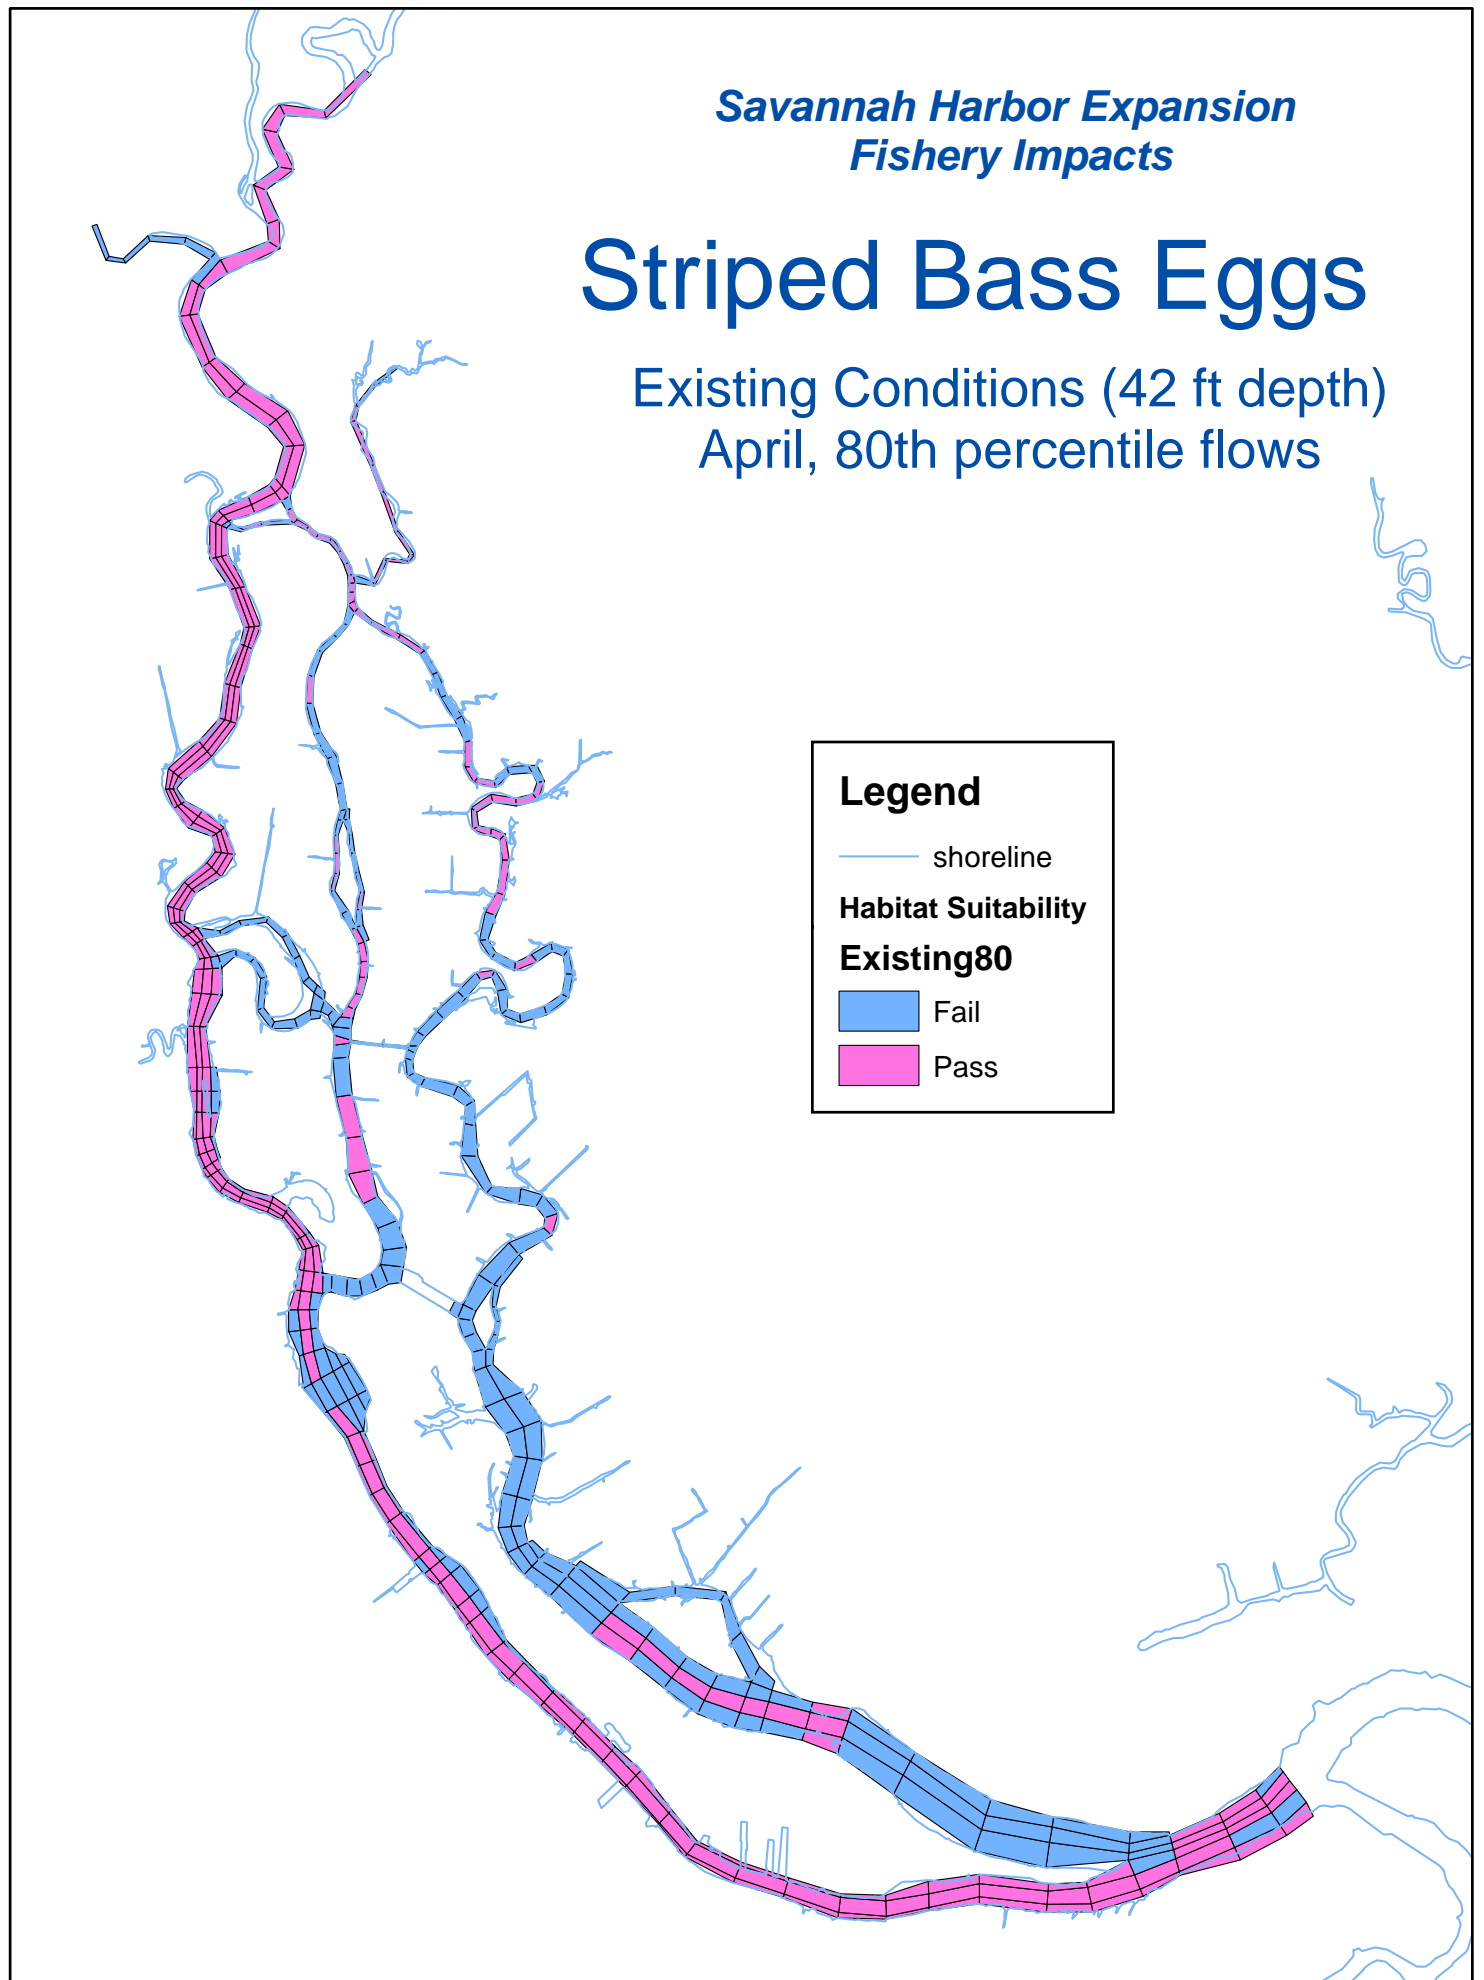 Savannah Harbor Expansion
Fishery Impacts
Striped Bass Eggs
Existing Conditions (42 ft depth)
April, 80th percentile flows
Legend
shoreline
Habitat Suitability
Existing80
Fail
Pass